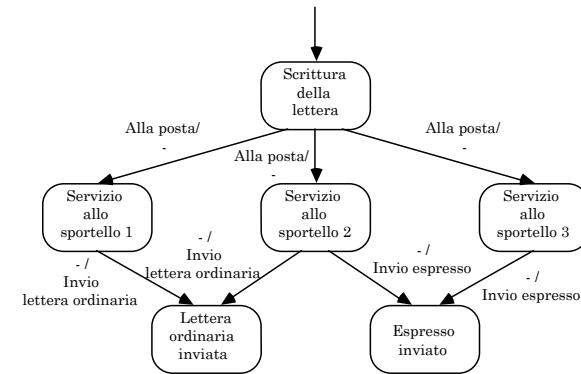 Scrittura
della
lettera
Alla posta/
-
Alla posta/
-
Alla posta/
-
Servizio
allo
sportello 1
Servizio
allo
sportello 2
Servizio
allo
sportello 3
- /
Invio
lettera ordinaria
- /
Invio
lettera ordinaria
- /
Invio espresso
- /
Invio espresso
Lettera
ordinaria
inviata
Espresso
inviato